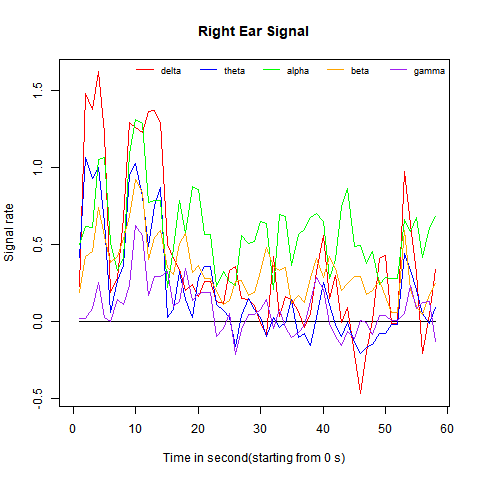 Right Ear Signal
delta theta alpha beta gamma
Signal rate
1.5
1.0
0.5
0.0
-0.5
0 10 20 30 40 50 60
Time in second(starting from 0 s)